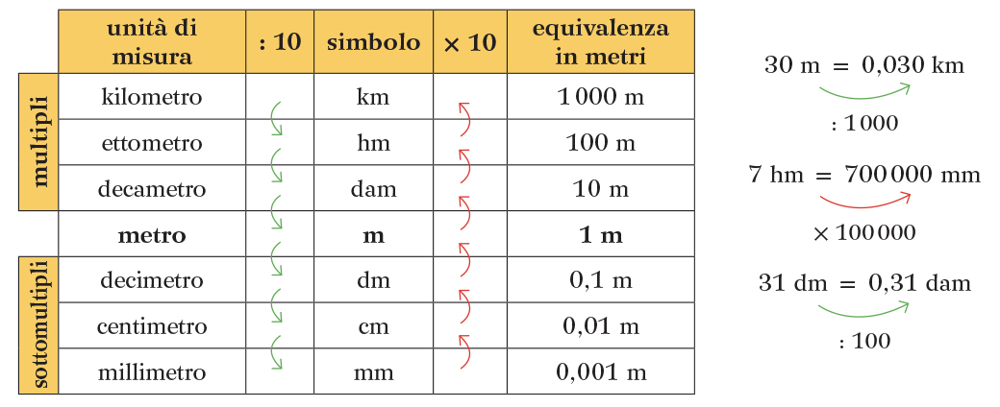 unità di
misura
: 10
simbolo
× 10
equivalenza
in metri
multipli
kilometro
km
1 000 m
ettometro
hm
100 m
decametro
dam
10 m
metro
m
1 m
sottomultipli
decimetro
dm
0,1 m
centimetro
cm
0,01 m
millimetro
mm
0,001 m
30 m = 0,030 km
: 1 000
7 hm = 700 000 mm
× 100 000
31 dm = 0,31 dam
: 100